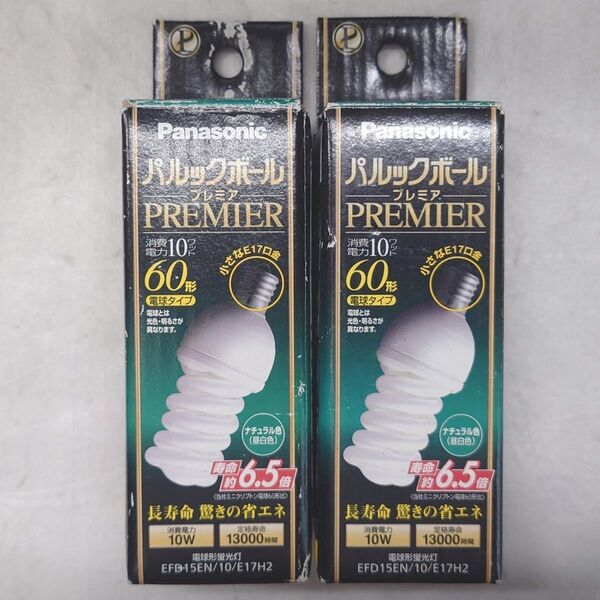 P
Panasonic
パルックボール
プレミア
PREMIER
消費電力10ワット
小さなE17口金
60形
電球タイプ
電球とは
光色・明るさが
異なります。
ナチュラル色
(昼白色)
寿命約6.5倍
(当社ミニクリプトン電球60形比)
長寿命 驚きの省エネ
消費電力 定格寿命
10W 13000時間
電球形蛍光灯
EFD15EN/10/E17H2
P
Panasonic
パルックボール
プレミア
PREMIER
消費電力10ワット
小さなE17口金
60形
電球タイプ
電球とは
光色・明るさが
異なります。
ナチュラル色
(昼白色)
寿命約6.5倍
(当社ミニクリプトン電球60形比)
長寿命 驚きの省エネ
消費電力 定格寿命
10W 13000時間
電球形蛍光灯
EFD15EN/10/E17H2